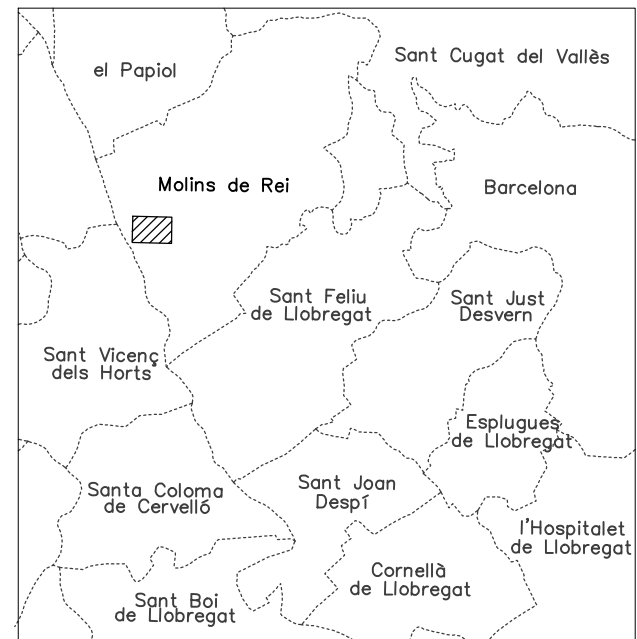 Sant Cugat del Vallès
el Papiol
Molins de Rei
Barcelona
Sant Feliu
de Llobregat
Sant Just
Desvern
Sant Vicenç
dels Horts
Esplugues
de Llobregat
Santa Coloma
de Cervelló
Sant Joan
Despí
l'Hospitalet
de Llobregat
Cornellà
de Llobregat
Sant Boi
de Llobregat